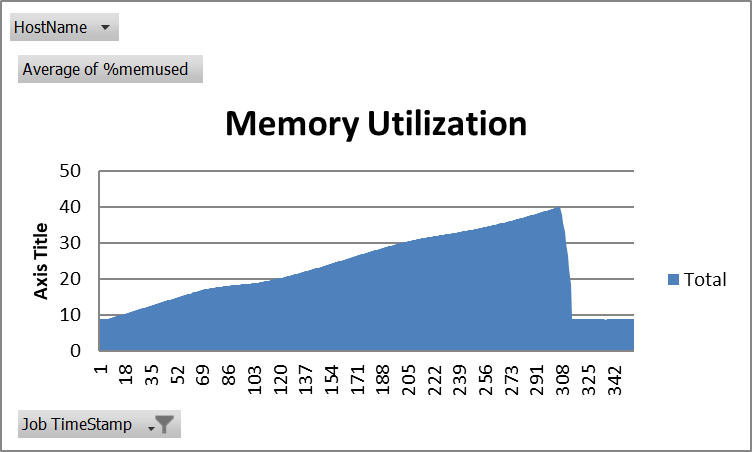 HostName
Average of %memused
Memory Utilization
50
40
30
20
10
0
Axis Title
Total
1 18 35 52 69 86 103 120 137 154 171 188 205 222 239 256 273 291 308 325 342
Job TimeStamp